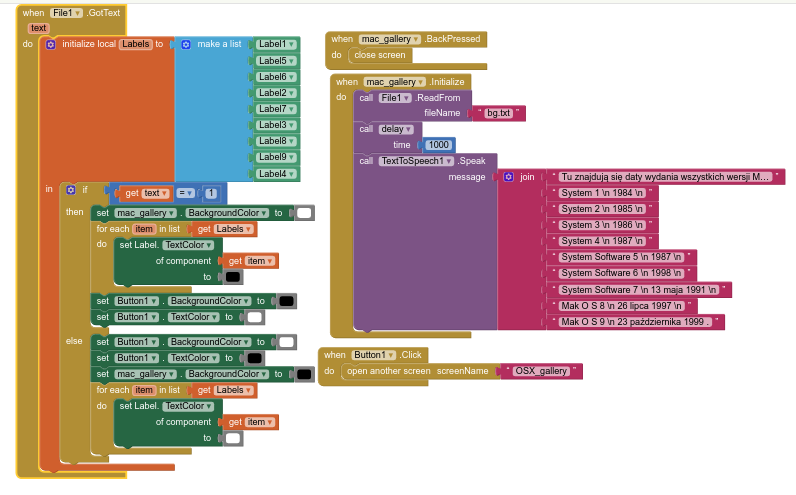 when File1 .GotText
text
do initialize local Labels to make a list Label1
Label5
Label6
Label2
Label7
Label3
Label8
Label9
Label4
in if get text = 1
then set mac_gallery . BackgroundColor to
for each item in list get Labels
do set Label. TextColor
of component get item
to
set Button1 . BackgroundColor to
set Button1 . TextColor to
else set Button1 . BackgroundColor to
set Button1 . TextColor to
set mac_gallery . BackgroundColor to
for each item in list get Labels
do set Label. TextColor
of component get item
to
when mac_gallery .BackPressed
do close screen
when mac_gallery .Initialize
do call File1 .ReadFrom
fileName " bg.txt "
call delay
time 1000
call TextToSpeech1 .Speak
message join " Tu znajdują się daty wydania wszystkich wersji M... "
" System 1 \n 1984 \n "
" System 2 \n 1985 \n "
" System 3 \n 1986 \n "
" System 4 \n 1987 \n "
" System Software 5 \n 1987 \n "
" System Software 6 \n 1998 \n "
" System Software 7 \n 13 maja 1991 \n "
" Mak O S 8 \n 26 lipca 1997 \n "
" Mak O S 9 \n 23 października 1999 . "
when Button1 .Click
do open another screen screenName " OSX_gallery "